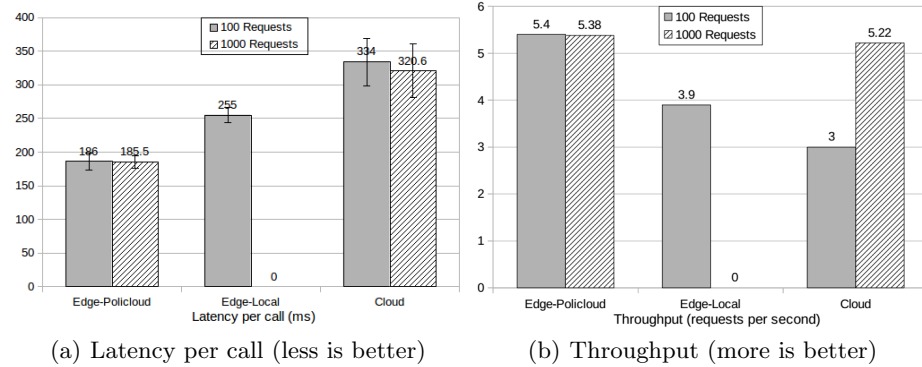 400
350
300
250
200
150
100
50
0
100 Requests
1000 Requests
186
185.5
255
0
334
320.6
Edge-Policloud
Edge-Local
Cloud
Latency per call (ms)
(a) Latency per call (less is better)
6
5
4
3
2
1
0
100 Requests
1000 Requests
5.4
5.38
3.9
0
3
5.22
Edge-Policloud
Edge-Local
Cloud
Throughput (requests per second)
(b) Throughput (more is better)